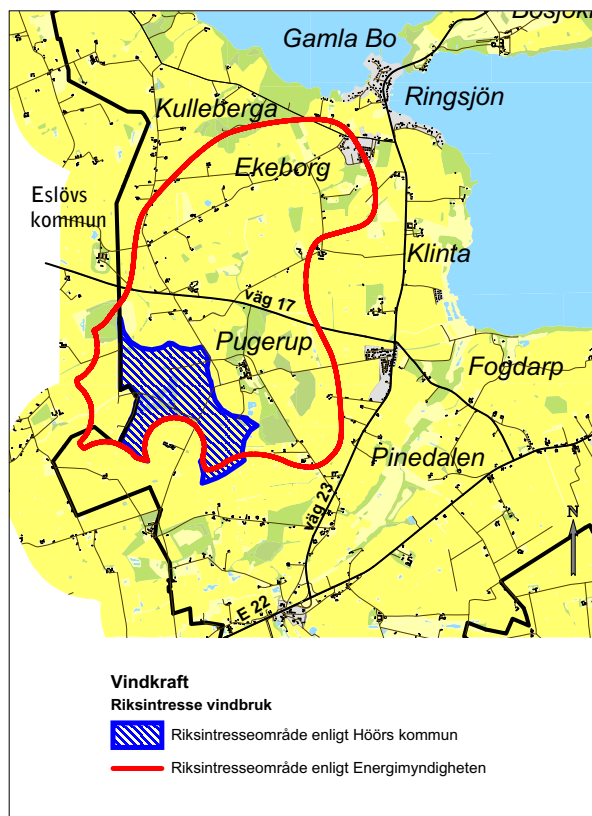 Bosjökl
Gamla Bo
Ringsjön
Kulleberga
Ekeborg
Eslövs
kommun
Klinta
väg 17
Pugerup
Fogdarp
Pinedalen
väg 23
N
E 22
Vindkraft
Riksintresse vindbruk
Riksintresseområde enligt Höörs kommun
Riksintresseområde enligt Energimyndigheten